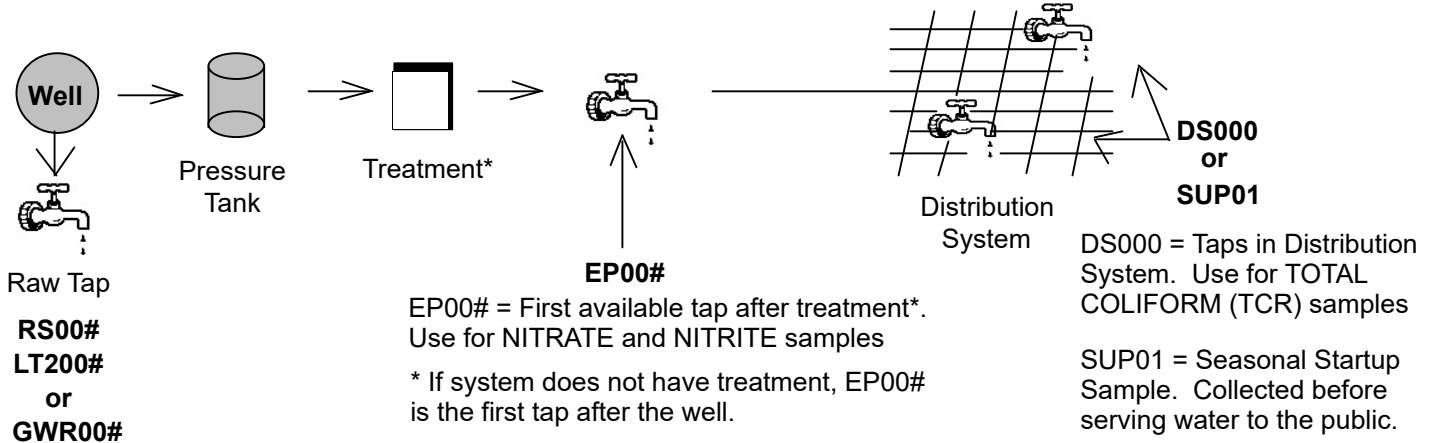 Well
Pressure
Tank
Treatment*
Raw Tap
RS00#
LT200#
or
GWR00#
EP00#
EP00# = First available tap after treatment*.
Use for NITRATE and NITRITE samples
* If system does not have treatment, EP00#
is the first tap after the well.
Distribution
System
DS000
or
SUP01
DS000 = Taps in Distribution
System. Use for TOTAL
COLIFORM (TCR) samples
SUP01 = Seasonal Startup
Sample. Collected before
serving water to the public.